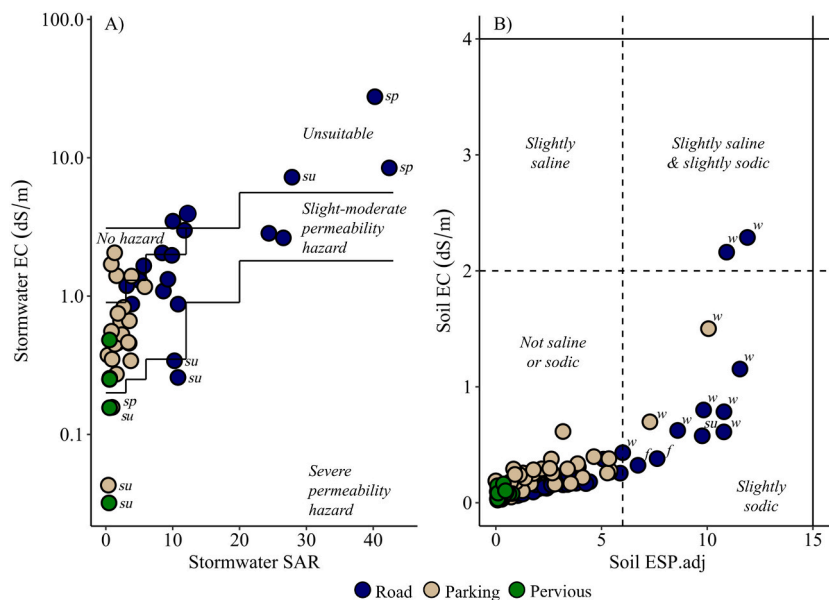 A)
Stormwater EC (dS/m)
100.0
10.0
1.0
0.1
sp
Unsuitable
su
sp
Slight-moderate
permeability
hazard
No hazard
su
su
sp
su
su
su
Severe
permeability
hazard
0 10 20 30 40
Stormwater SAR
B)
Soil EC (dS/m)
4
3
2
1
0
Slightly
saline
Slightly saline
& slightly sodic
w
w
w
Not saline
or sodic
w
w
w
w
su
w
w
f
f
Slightly
sodic
0 5 10 15
Soil ESP.adj
Road Parking Pervious